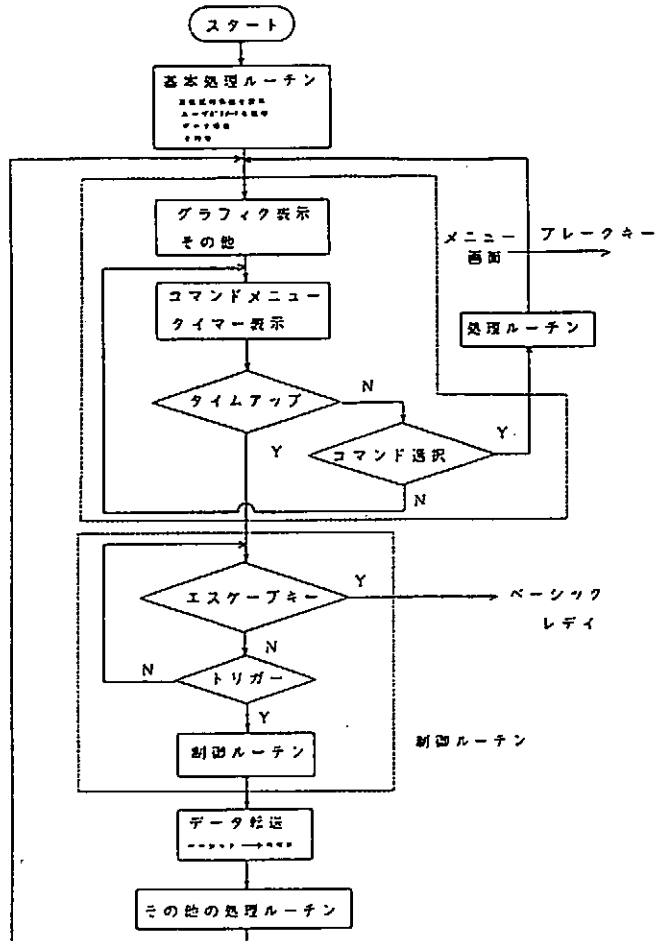 スタート
基本処理ルーチン
グラフィク表示
その他
メニュー
画面
ブレークキー
コマンドメニュー
タイマー表示
処理ルーチン
タイムアップ
N
Y
コマンド選択
Y
N
エスケープキー
Y
ベーシック
レディ
N
トリガー
N
Y
制御ルーチン
制御ルーチン
データ転送
その他の処理ルーチン